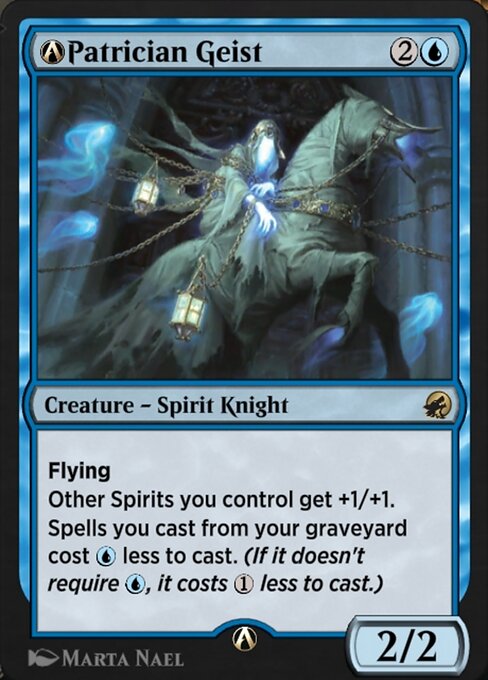 Patrician Geist 2
Creature – Spirit Knight
Flying
Other Spirits you control get +1/+1.
Spells you cast from your graveyard
cost less to cast. (If it doesn't
require , it costs 1 less to cast.)
MARTA NAEL
2/2